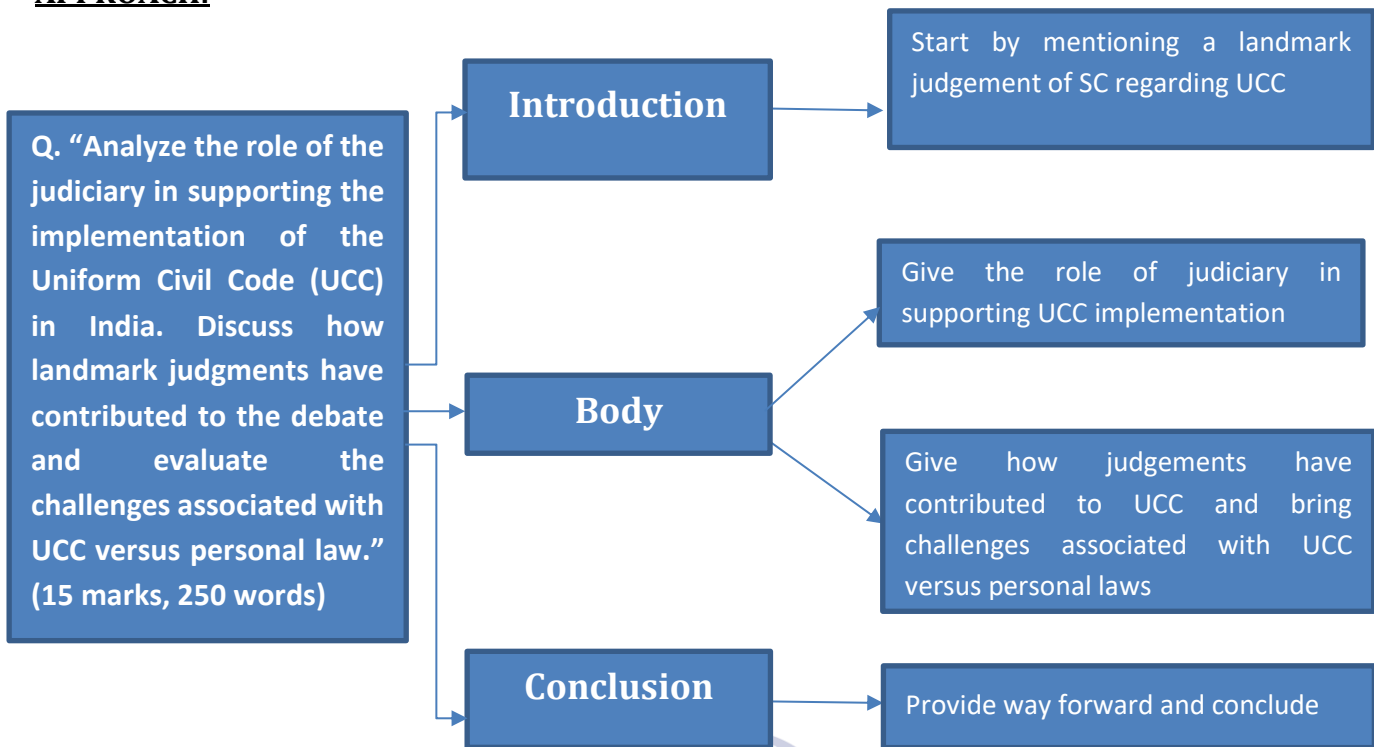 APPROACH:
Q. “Analyze the role of the
judiciary in supporting the
implementation of the
Uniform Civil Code (UCC)
in India. Discuss how
landmark judgments have
contributed to the debate
and evaluate the
challenges associated with
UCC versus personal law.”
(15 marks, 250 words)
Introduction
Start by mentioning a landmark
judgement of SC regarding UCC
Body
Give the role of judiciary in
supporting UCC implementation
Give how judgements have
contributed to UCC and bring
challenges associated with UCC
versus personal laws
Conclusion
Provide way forward and conclude